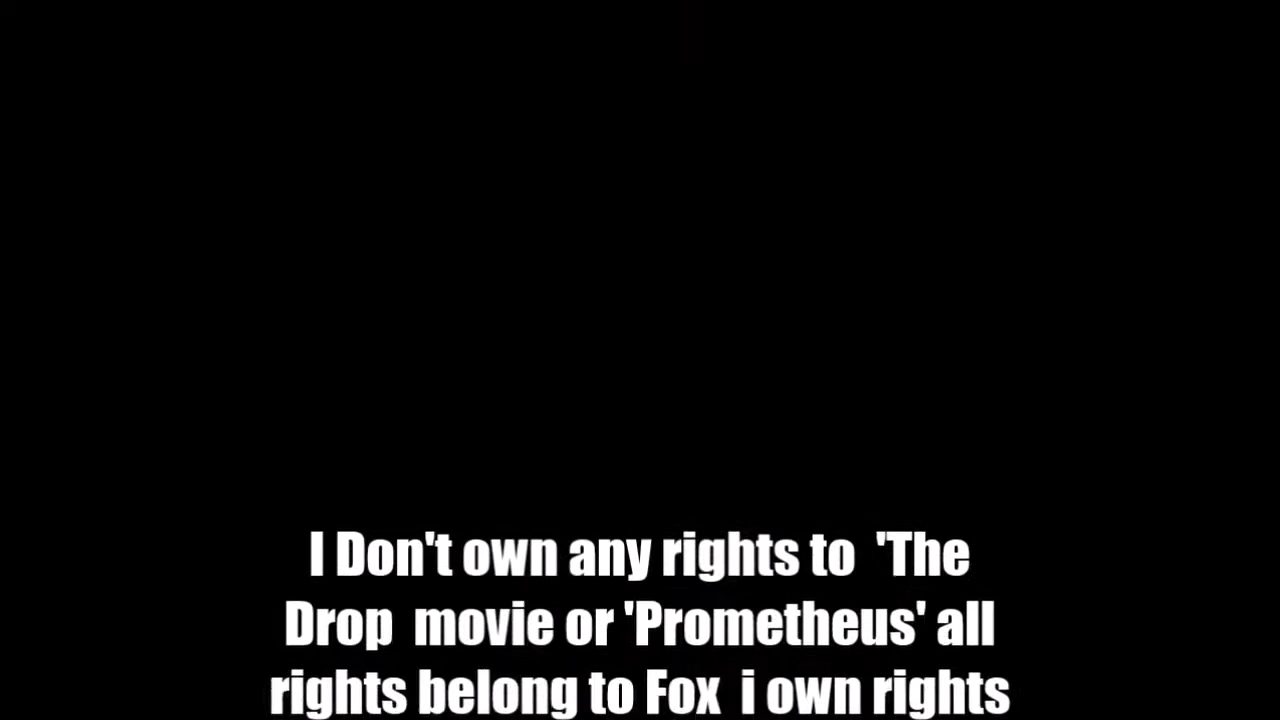 I Don't own any rights to  'The
Drop  movie or 'Prometheus' all
rights belong to Fox  i own rights